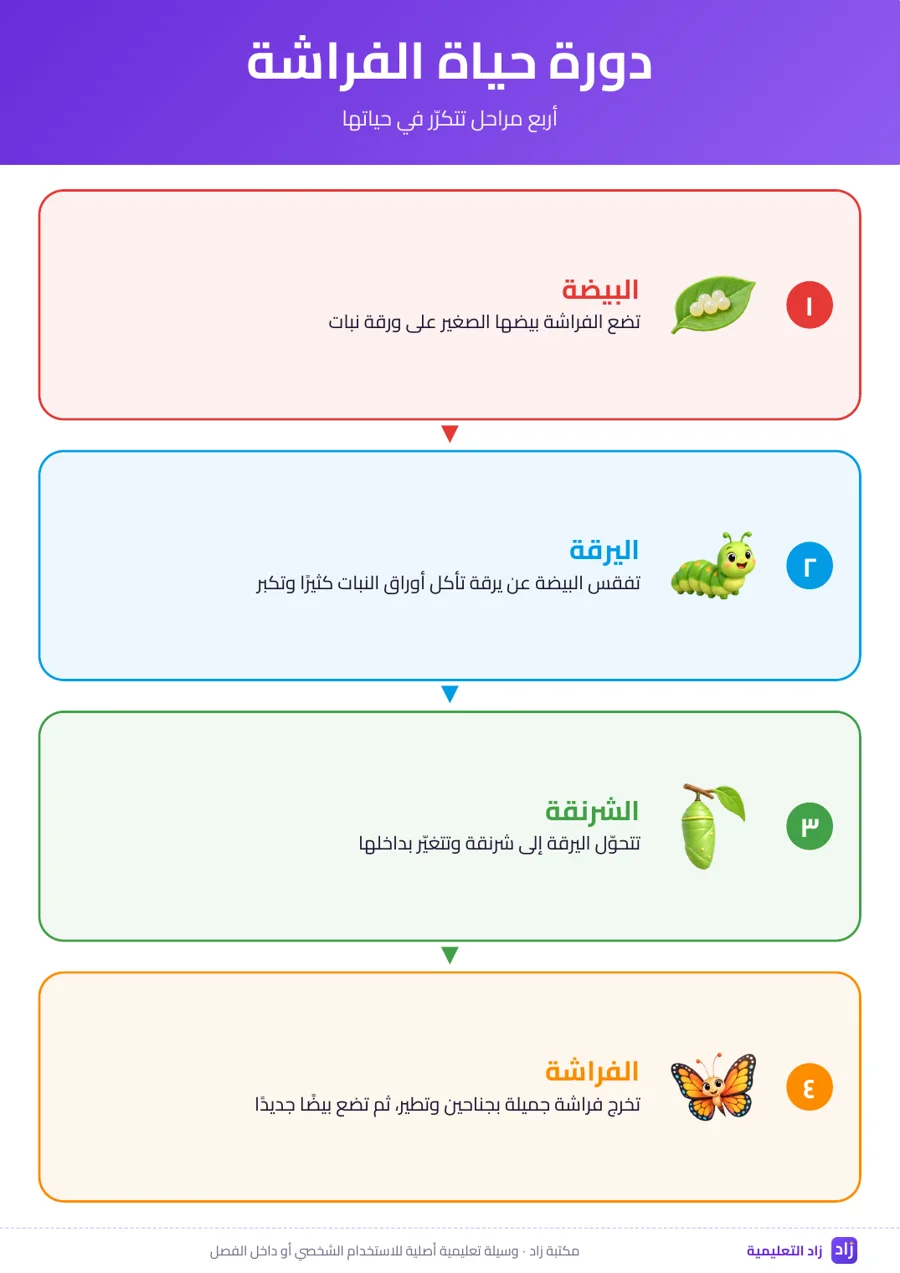 دورة حياة الفراشة
أربع مراحل تتكرّر في حياتها
١
البيضة
تضع الفراشة بيضها الصغير على ورقة نبات
٢
اليرقة
تفقس البيضة عن يرقة تأكل أوراق النبات كثيرًا وتكبر
٣
الشرنقة
تتحوّل اليرقة إلى شرنقة وتتغيّر بداخلها
٤
الفراشة
تخرج فراشة جميلة بجناحين وتطير، ثم تضع بيضًا جديدًا
زاد
زاد التعليمية
مكتبة زاد · وسيلة تعليمية أصلية للاستخدام الشخصي أو داخل الفصل